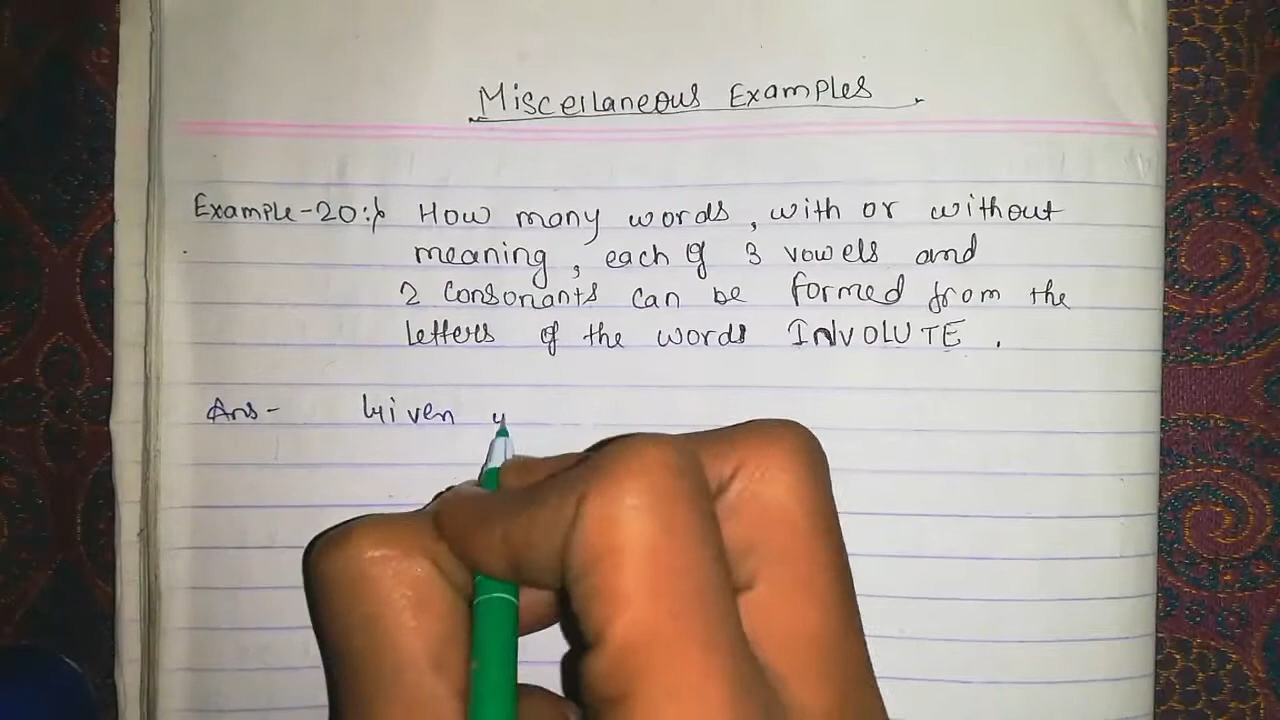 Miscellaneous Examples
Example-20:- How many words, with or without
meaning, each of 3 vowels and
2 consonants can be formed from the
letters of the words INVOLUTE.
Ans- Given